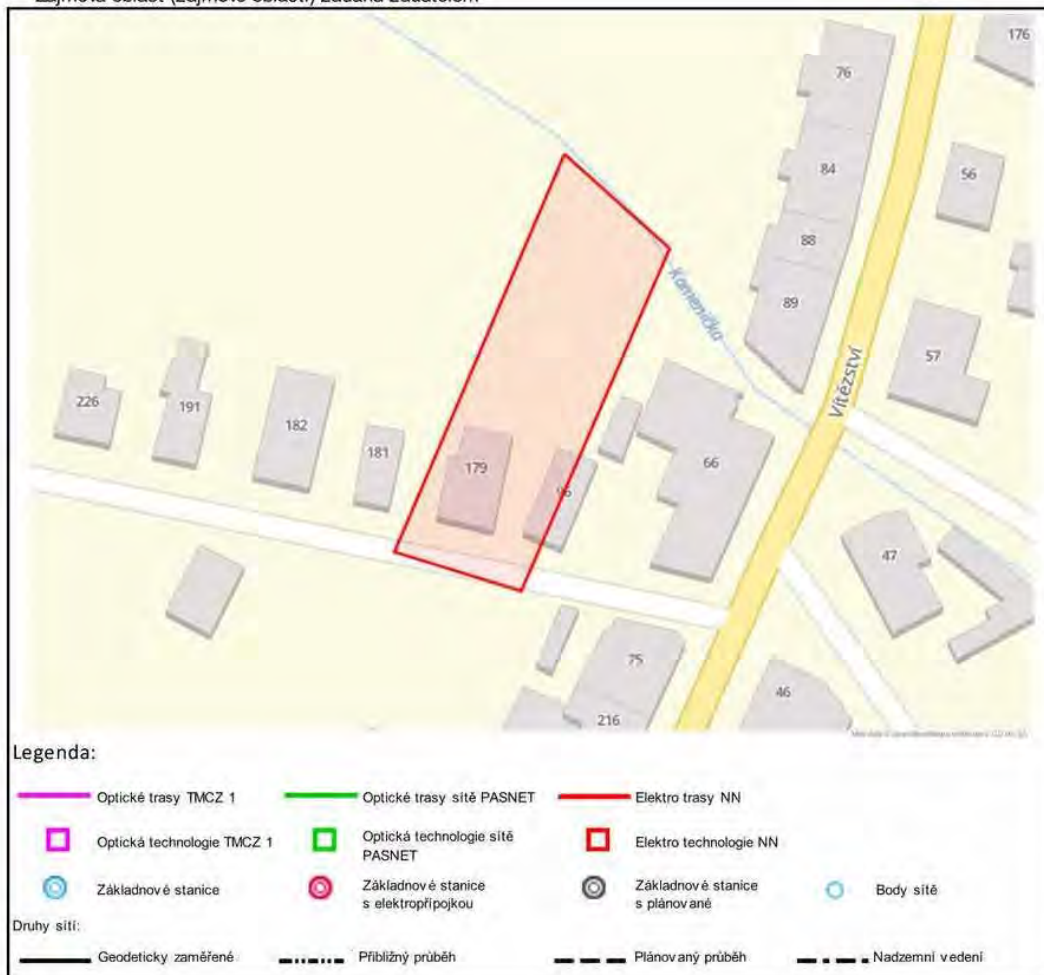 Zájmová oblast (zájmové oblasti) zadaná žadatelem
176
76
84
56
88
89
57
Kamenička
Vítězství
226
191
182
181
179
96
66
47
75
46
216
Legenda:
Optické trasy TMCZ 1
Optické trasy sítě PASNET
Elektro trasy NN
Optická technologie TMCZ 1
Optická technologie sítě
PASNET
Elektro technologie NN
Základnové stanice
Základnové stanice
s elektropřípojkou
Základnové stanice
s plánované
Body sítě
Druhy sítí:
Geodeticky zaměřené
Přibližný průběh
Plánovaný průběh
Nadzemní vedení